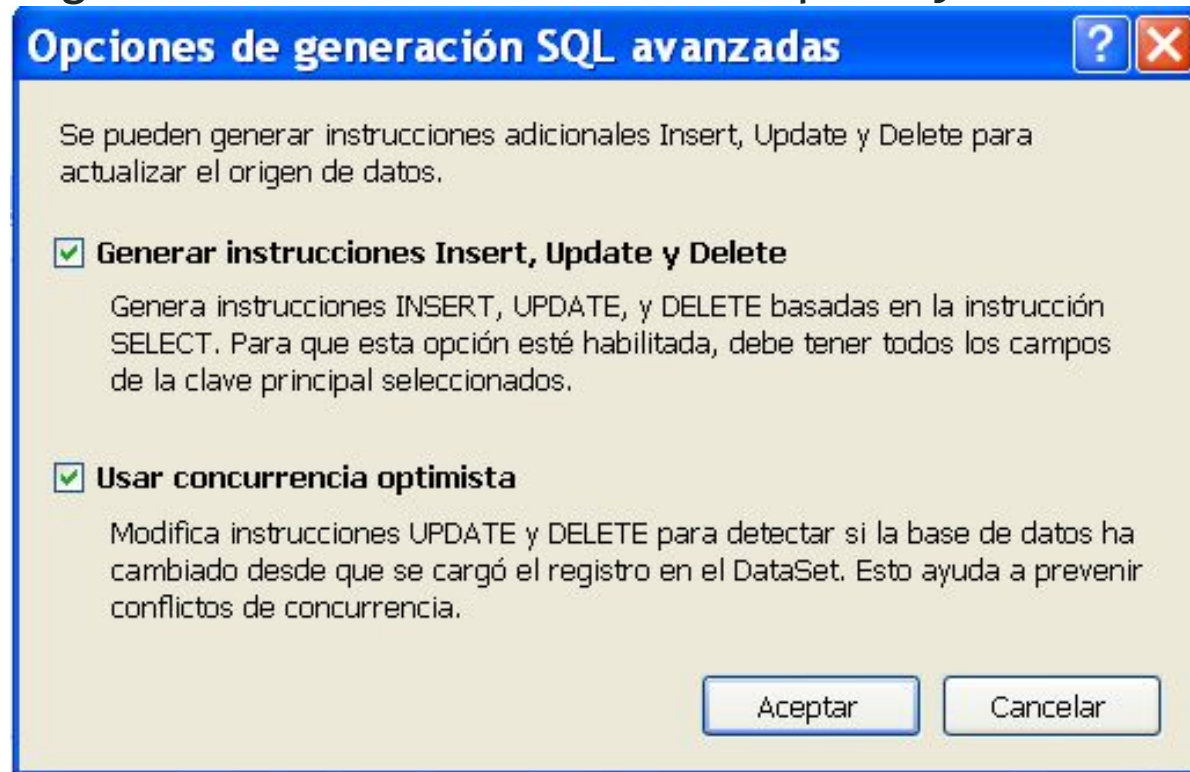 Opciones de generación SQL avanzadas
Se pueden generar instrucciones adicionales Insert, Update y Delete para
actualizar el origen de datos.
Generar instrucciones Insert, Update y Delete
Genera instrucciones INSERT, UPDATE, y DELETE basadas en la instrucción
SELECT. Para que esta opción esté habilitada, debe tener todos los campos
de la clave principal seleccionados.
Usar concurrencia optimista
Modifica instrucciones UPDATE y DELETE para detectar si la base de datos ha
cambiado desde que se cargó el registro en el DataSet. Esto ayuda a prevenir
conflictos de concurrencia.
Aceptar
Cancelar